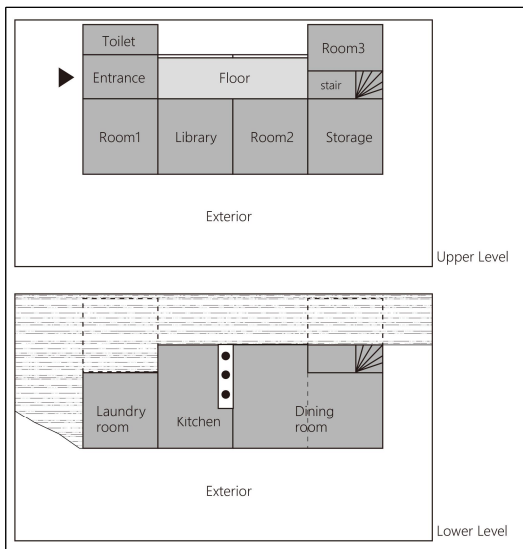 Toilet
Room3
Entrance
Floor
stair
Room1
Library
Room2
Storage
Exterior
Upper Level
Laundry
room
Kitchen
Dining
room
Exterior
Lower Level